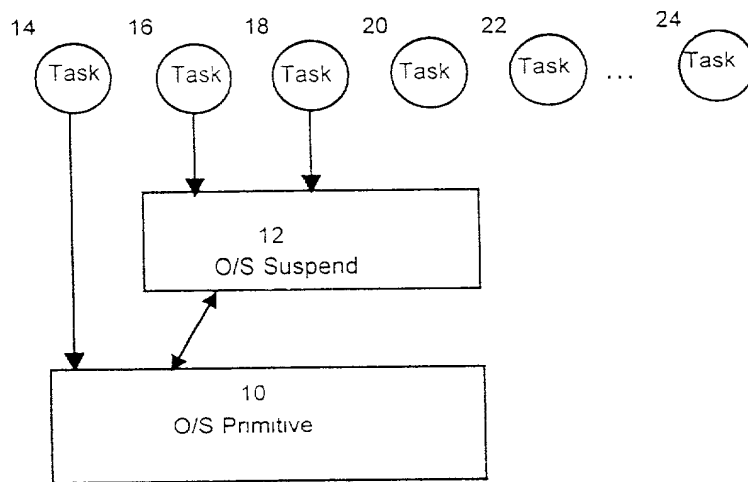 14 16 18 20 22 24
Task Task Task Task Task ... Task
12
O/S Suspend
10
O/S Primitive